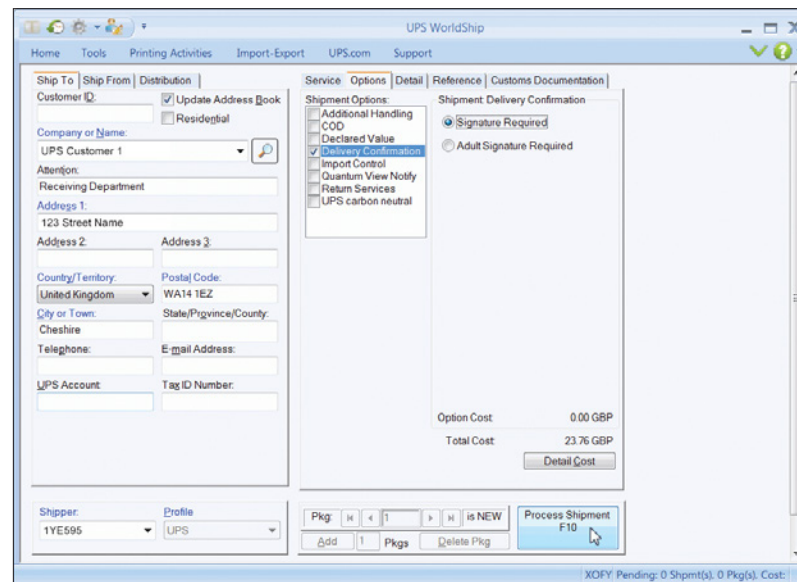 UPS WorldShip
Home Tools Printing Activities Import-Export UPS.com Support
Ship To Ship From Distribution
Customer ID:
Update Address Book
Residential
Company or Name:
UPS Customer 1
Attention:
Receiving Department
Address 1:
123 Street Name
Address 2: Address 3:
Country/Territory: Postal Code:
United Kingdom WA14 1EZ
City or Town: State/Province/County:
Cheshire
Telephone: E-mail Address:
UPS Account: Tax ID Number:
Shipper: Profile
1YE595 UPS
Service Options Detail Reference Customs Documentation
Shipment Options:
Additional Handling
COD
Declared Value
Delivery Confirmation
Import Control
Quantum View Notify
Return Services
UPS carbon neutral
Shipment: Delivery Confirmation
Signature Required
Adult Signature Required
Option Cost: 0.00 GBP
Total Cost: 23.76 GBP
Detail Cost
Pkg: 1 is NEW
Add 1 Pkgs Delete Pkg
Process Shipment
F10
XOFY Pending: 0 Shpmt(s). 0 Pkg(s). Cost: